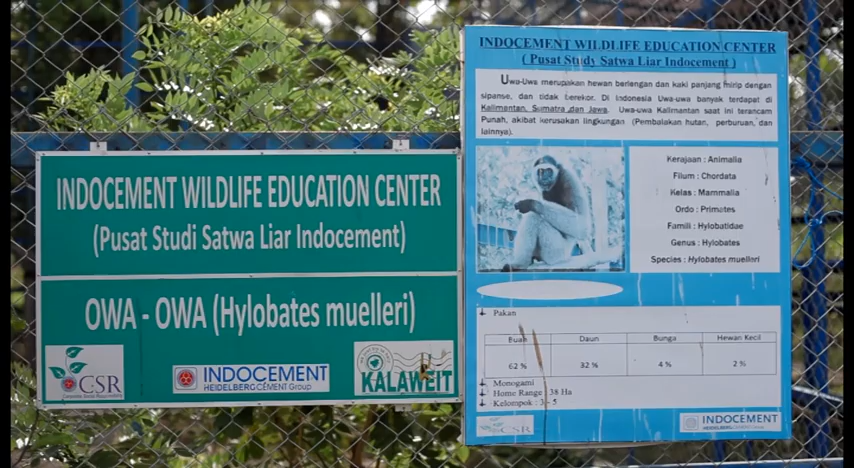 INDOCEMENT WILDLIFE EDUCATION CENTER
(Pusat Studi Satwa Liar Indocement)
OWA - OWA (Hylobates muelleri)
CSR
INDOCEMENT
HEIDELBERGCEMENT Group
KALAWEIT
INDOCEMENT WILDLIFE EDUCATION CENTER
( Pusat Study Satwa Liar Indocement )
Uwa-Uwa merupakan hewan berlengan dan kaki panjang mirip dengan
sipanse, dan tidak berekor. Di Indonesia Uwa-uwa banyak terdapat di
Kalimantan, Sumatra dan Jawa. Uwa-uwa Kalimantan saat ini terancam
Punah, akibat kerusakan lingkungan (Pembalakan hutan, perburuan, dan
lainnya).
Kerajaan : Animalia
Filum : Chordata
Kelas : Mammalia
Ordo : Primates
Famili : Hylobatidae
Genus : Hylobates
Species : Hylobates muelleri
Pakan
Buah Daun Bunga Hewan Kecil
62 % 32 % 4 % 2 %
Monogami
Home Range : 38 Ha
Kelompok : 3 - 5
CSR
INDOCEMENT
HEIDELBERGCEMENT Group